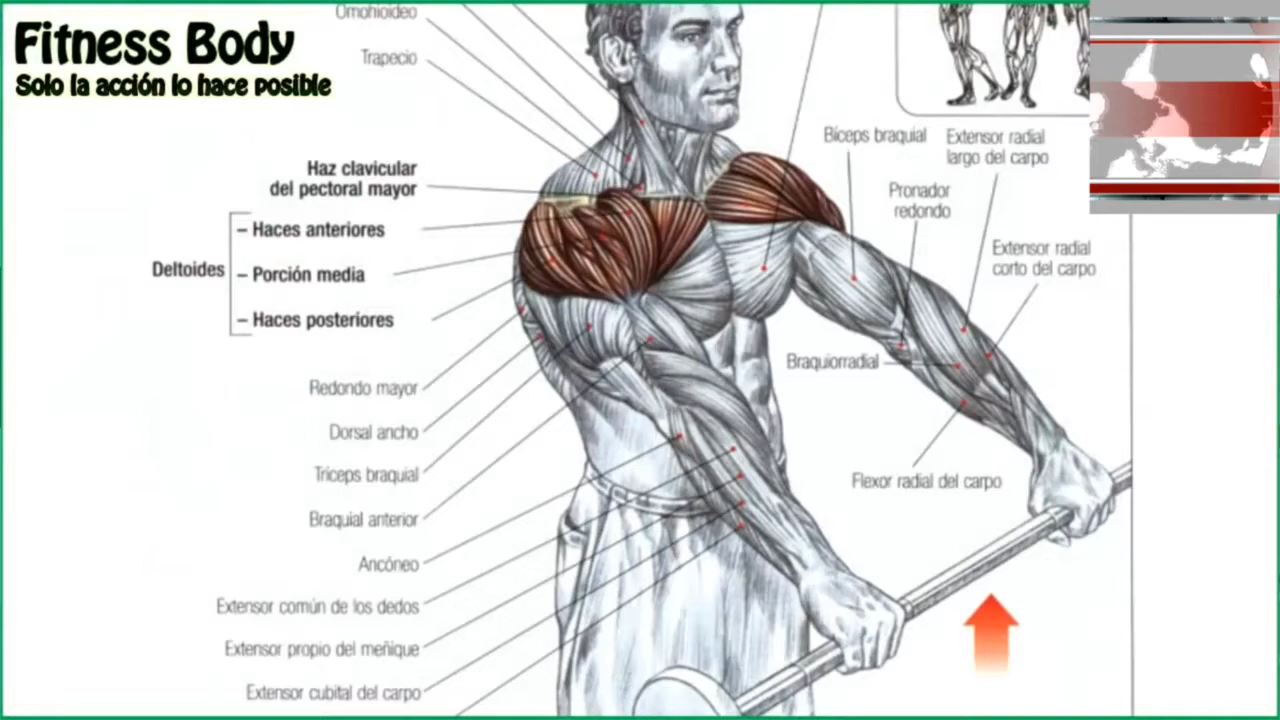 Fitness Body
Solo la acción lo hace posible
Omohioideo
Trapecio
Haz clavicular
del pectoral mayor
Deltoides
– Haces anteriores
– Porción media
– Haces posteriores
Redondo mayor
Dorsal ancho
Tríceps braquial
Braquial anterior
Ancóneo
Extensor común de los dedos
Extensor propio del meñique
Extensor cubital del carpo
Bíceps braquial
Extensor radial
largo del carpo
Pronador
redondo
Extensor radial
corto del carpo
Braquiorradial
Flexor radial del carpo